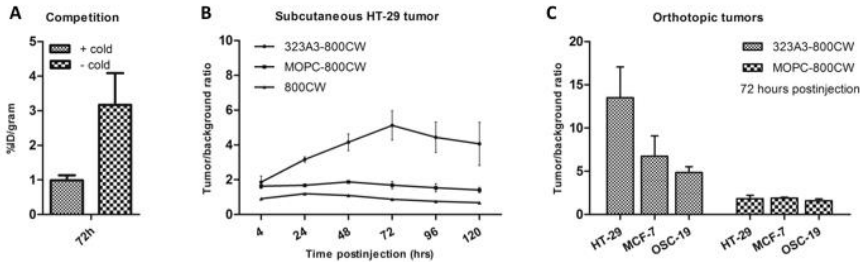 A
Competition
+ cold
- cold
%ID/gram
5
4
3
2
1
0
72h
B
Subcutaneous HT-29 tumor
323A3-800CW
MOPC-800CW
800CW
Tumor/background ratio
10
8
6
4
2
0
4
24
48
72
96
120
Time postinjection (hrs)
C
Orthotopic tumors
323A3-800CW
MOPC-800CW
72 hours postinjection
Tumor/background ratio
20
15
10
5
0
HT-29
MCF-7
OSC-19
HT-29
MCF-7
OSC-19